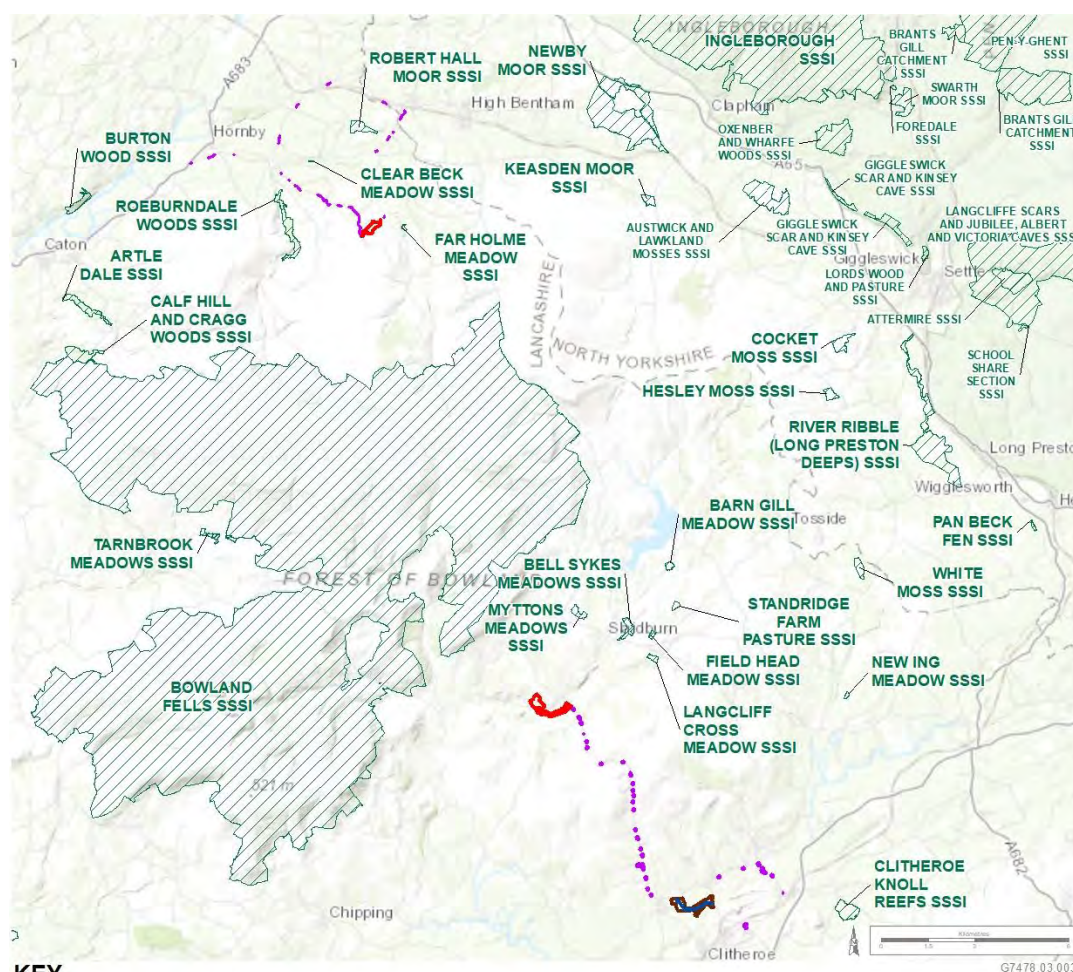 INGLEBOROUGH
INGLEBOROUGH
SSSI
BRANTS
GILL
CATCHMENT
SSSI
PEN-Y-GHENT
SSSI
ROBERT HALL
MOOR SSSI
NEWBY
MOOR SSSI
A683
High Bentham
Clapham
SWARTH
MOOR SSSI
Hornby
BURTON
WOOD SSSI
OXENBER
AND WHARFE
WOODS SSSI
FOREDALE
SSSI
BRANTS GILL
CATCHMENT
SSSI
A65
CLEAR BECK
MEADOW SSSI
KEASDEN MOOR
SSSI
GIGGLESWICK
SCAR AND KINSEY
CAVE SSSI
ROEBURNDALE
WOODS SSSI
Caton
FAR HOLME
MEADOW
SSSI
AUSTWICK AND
LAWKLAND
MOSSES SSSI
GIGGLESWICK
SCAR AND KINSEY
CAVE SSSI
LANGCLIFFE SCARS
AND JUBILEE, ALBERT
AND VICTORIA CAVES SSSI
Giggleswick
Settle
ARTLE
DALE SSSI
LORDS WOOD
AND PASTURE
SSSI
CALF HILL
AND CRAGG
WOODS SSSI
LANCASHIRE
NORTH YORKSHIRE
ATTERMIRE SSSI
COCKET
MOSS SSSI
SCHOOL
SHARE
SECTION
SSSI
HESLEY MOSS SSSI
RIVER RIBBLE
(LONG PRESTON
DEEPS) SSSI
Long Presto
Wigglesworth
BARN GILL
MEADOW SSSI
Tosside
PAN BECK
FEN SSSI
TARNBROOK
MEADOWS SSSI
FOREST OF BOWL
BELL SYKES
MEADOWS SSSI
WHITE
MOSS SSSI
MYTTONS
MEADOWS
SSSI
Slaidburn
STANDRIDGE
FARM
PASTURE SSSI
FIELD HEAD
MEADOW SSSI
NEW ING
MEADOW SSSI
BOWLAND
FELLS SSSI
LANGCLIFF
CROSS
MEADOW SSSI
521 m
A682
CLITHEROE
KNOLL
REEFS SSSI
Chipping
Clitheroe
Kilometres
0
1.5
3
6
KEY
G7478.03.003